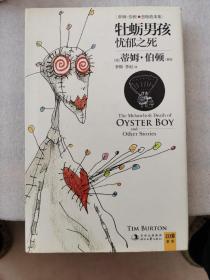 牡蛎男孩
忧郁之死
蒂姆·伯顿
The Melancholy Death of
OYSTER BOY
and
Other Stories
TIM BURTON